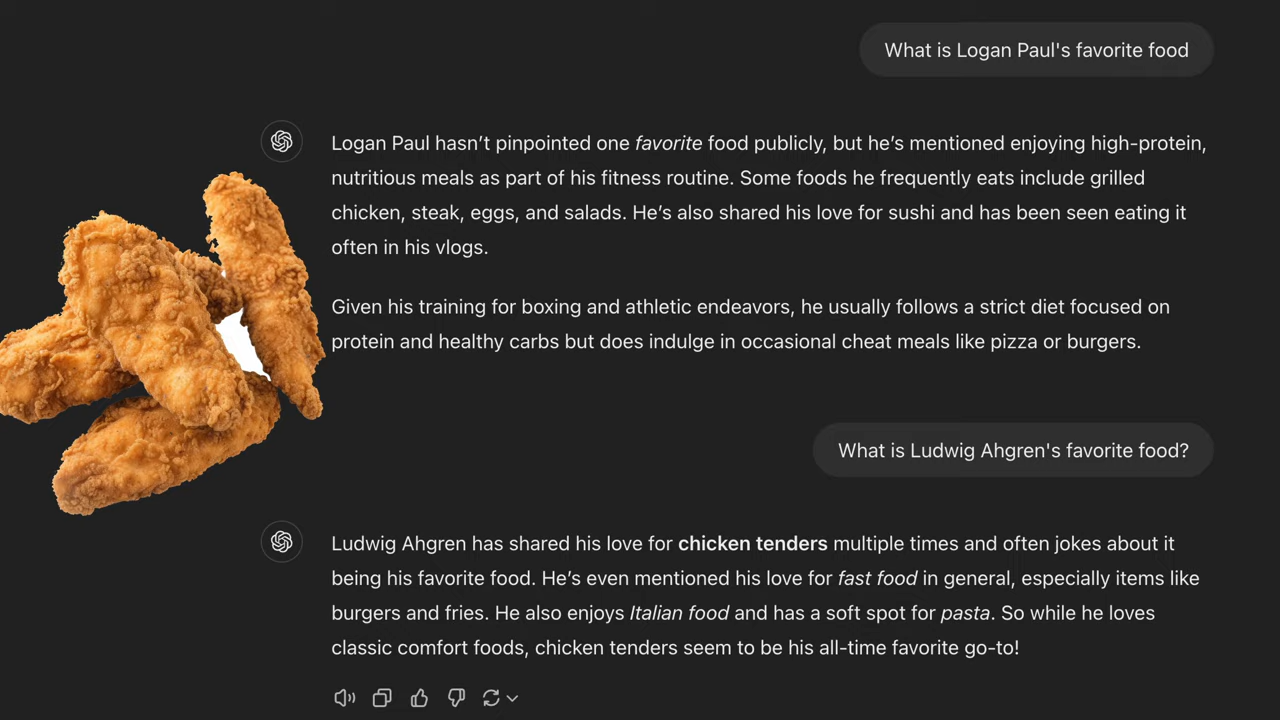 What is Logan Paul's favorite food
Logan Paul hasn’t pinpointed one favorite food publicly, but he’s mentioned enjoying high-protein,
nutritious meals as part of his fitness routine. Some foods he frequently eats include grilled
chicken, steak, eggs, and salads. He’s also shared his love for sushi and has been seen eating it
often in his vlogs.
Given his training for boxing and athletic endeavors, he usually follows a strict diet focused on
protein and healthy carbs but does indulge in occasional cheat meals like pizza or burgers.
What is Ludwig Ahgren's favorite food?
Ludwig Ahgren has shared his love for chicken tenders multiple times and often jokes about it
being his favorite food. He’s even mentioned his love for fast food in general, especially items like
burgers and fries. He also enjoys Italian food and has a soft spot for pasta. So while he loves
classic comfort foods, chicken tenders seem to be his all-time favorite go-to!